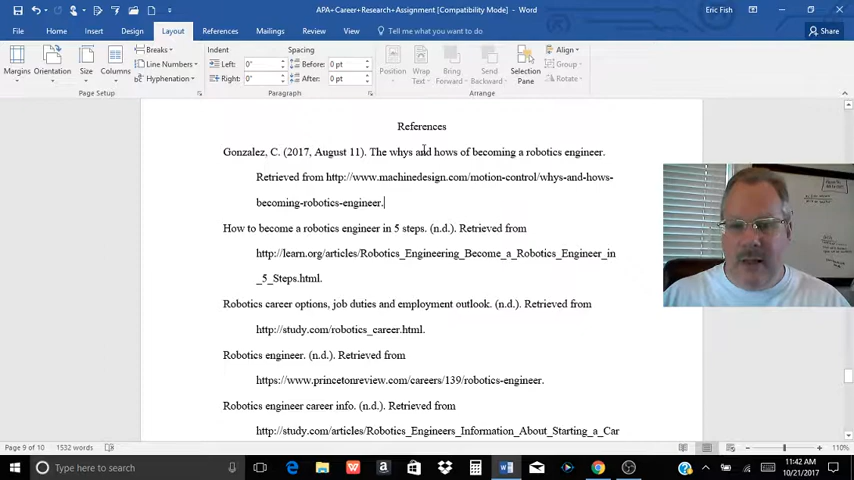 APA+Career+Research+Assignment [Compatibility Mode] - Word
Eric Fish
File Home Insert Design Layout References Mailings Review View Tell me what you want to do Share
Margins Orientation Size Columns
Breaks
Line Numbers
Hyphenation
Page Setup
Indent Spacing
Left: 0" Before: 0 pt
Right: 0" After: 0 pt
Paragraph
Position Wrap Text Bring Forward Send Backward Selection Pane
Align
Group
Rotate
Arrange
References
Gonzalez, C. (2017, August 11). The whys and hows of becoming a robotics engineer.
Retrieved from http://www.machinedesign.com/motion-control/whys-and-hows-
becoming-robotics-engineer.
How to become a robotics engineer in 5 steps. (n.d.). Retrieved from
http://learn.org/articles/Robotics_Engineering_Become_a_Robotics_Engineer_in
_5_Steps.html.
Robotics career options, job duties and employment outlook. (n.d.). Retrieved from
http://study.com/robotics_career.html.
Robotics engineer. (n.d.). Retrieved from
https://www.princetonreview.com/careers/139/robotics-engineer.
Robotics engineer career info. (n.d.). Retrieved from
http://study.com/articles/Robotics_Engineers_Information_About_Starting_a_Car
Page 9 of 10 1532 words
110%
Type here to search
11:42 AM
10/21/2017